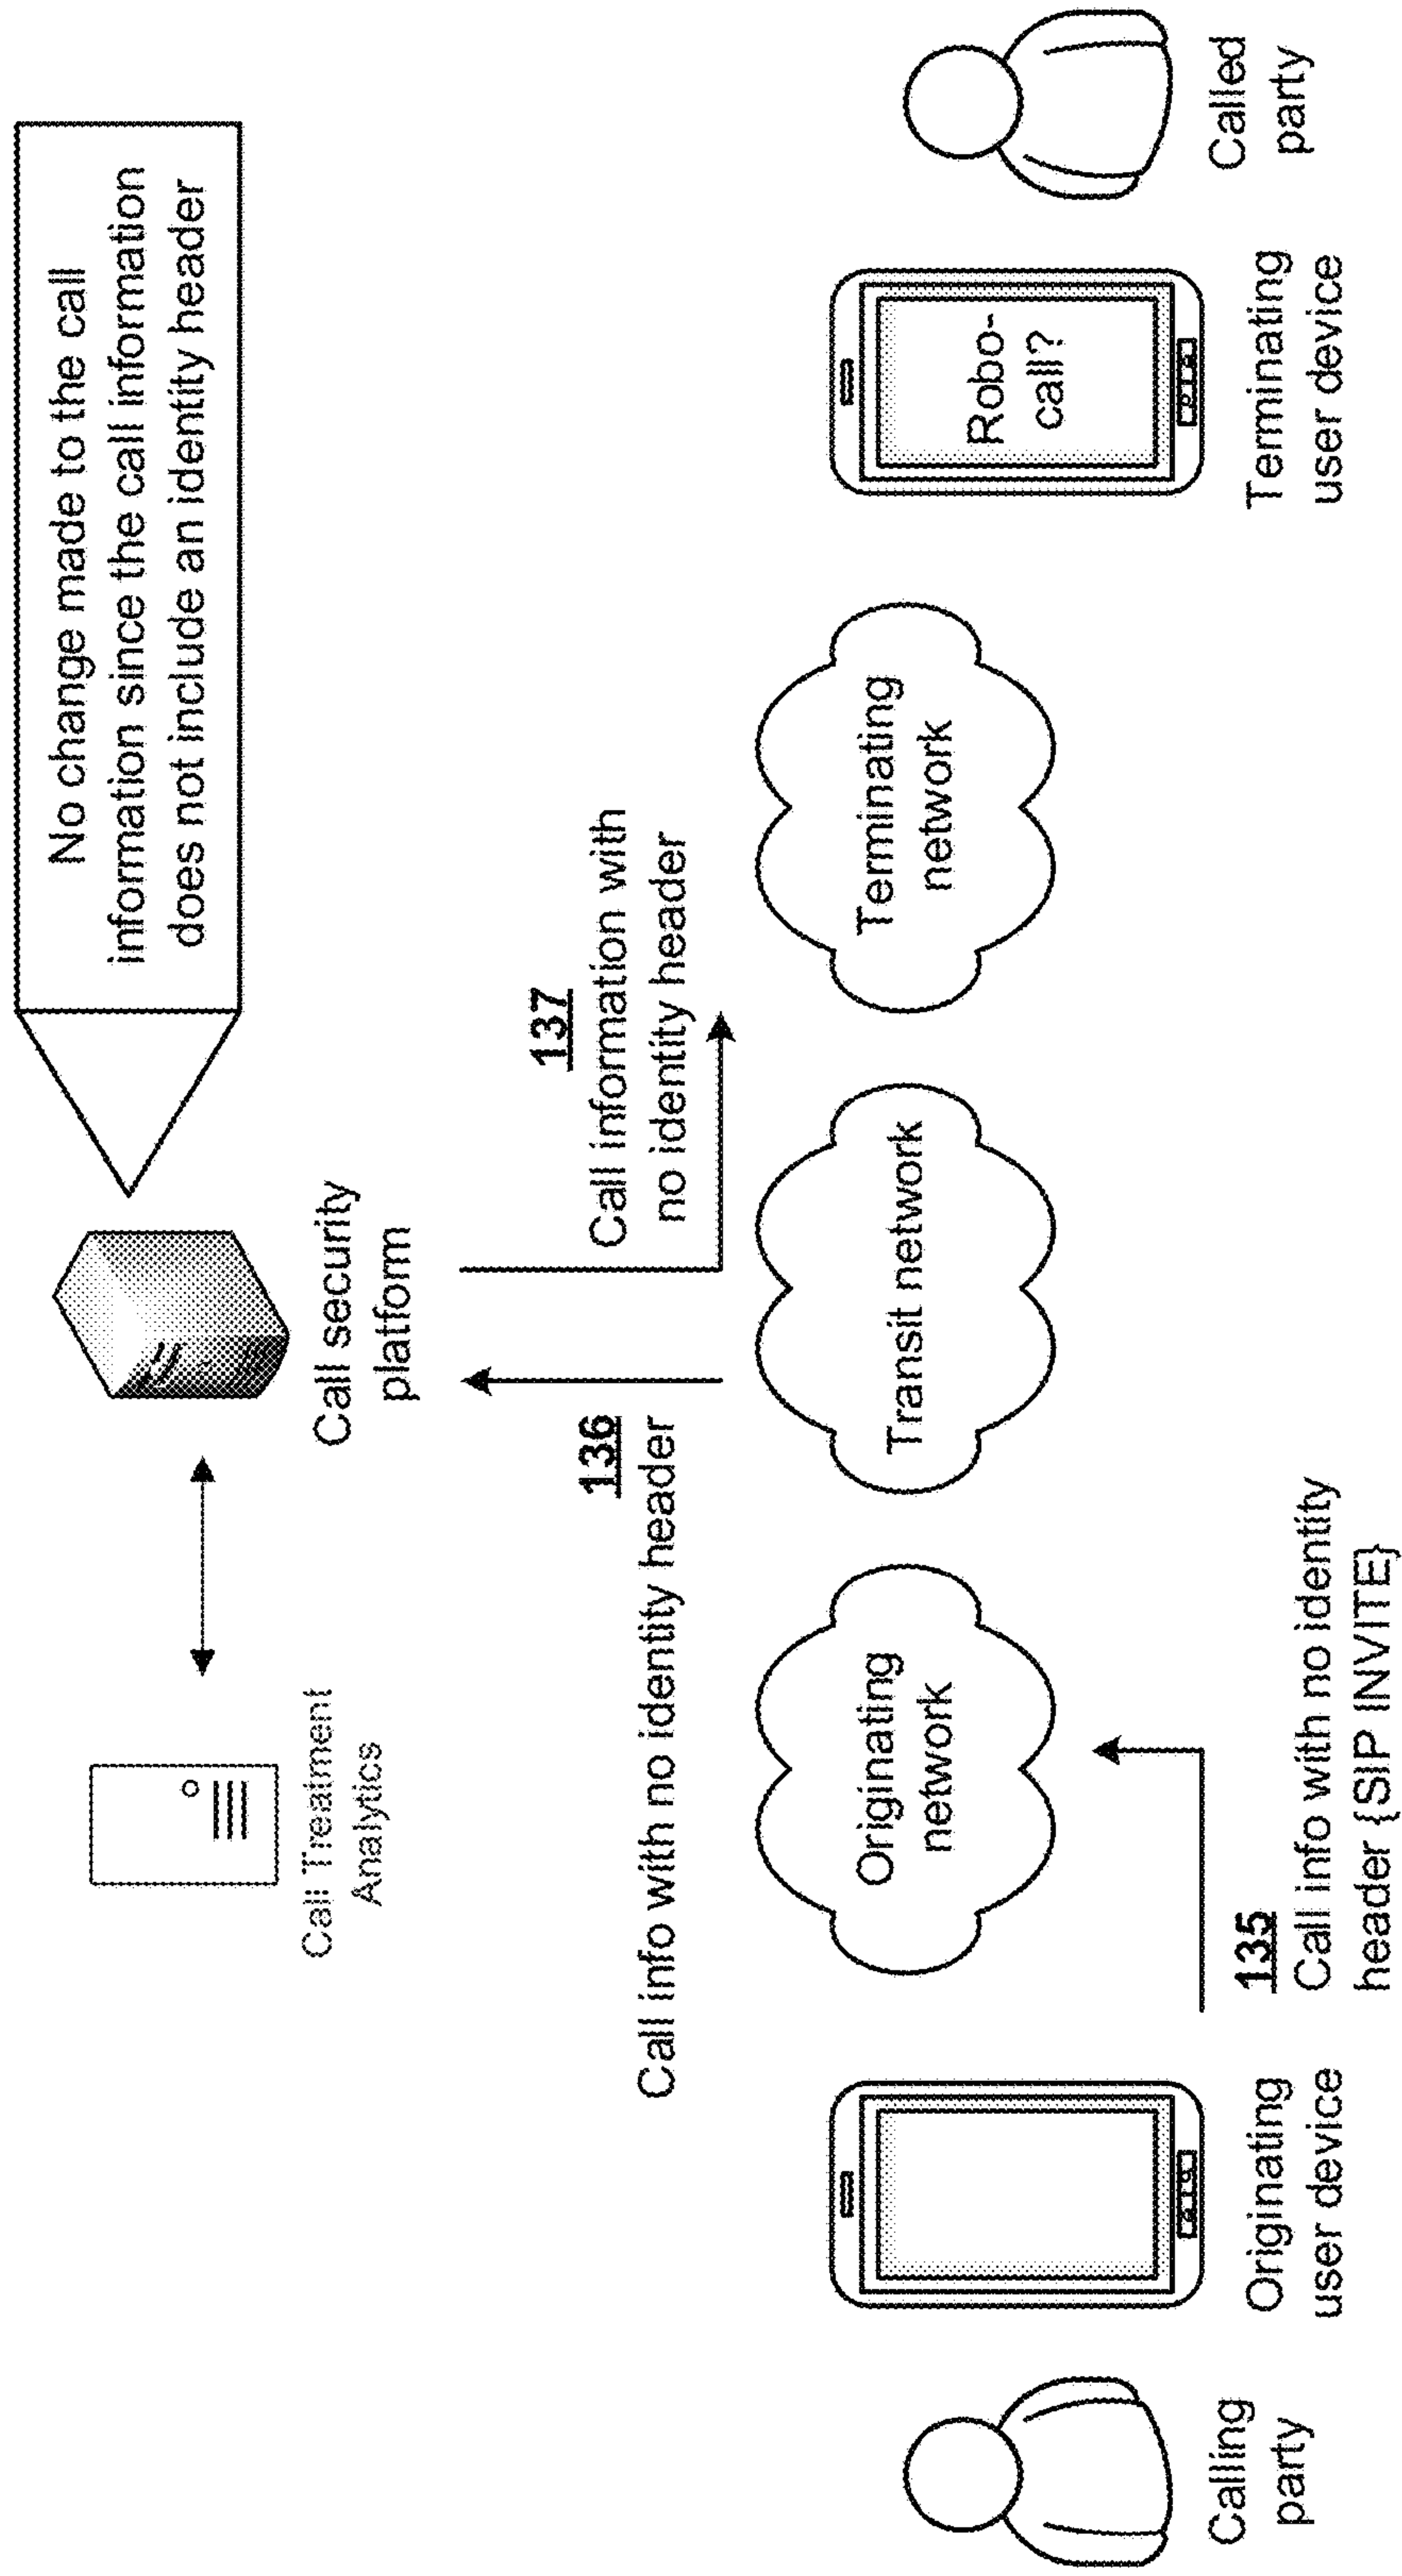 No change made to the call
information since the call information
does not include an identity header
Call Treatment
Analytics
Call security
platform
136
Call info with no identity header
137
Call information with
no identity header
Originating
network
Transit network
Terminating
network
Robo-
call?
Calling
party
Originating
user device
135
Call info with no identity
header {SIP INVITE}
Terminating
user device
Called
party